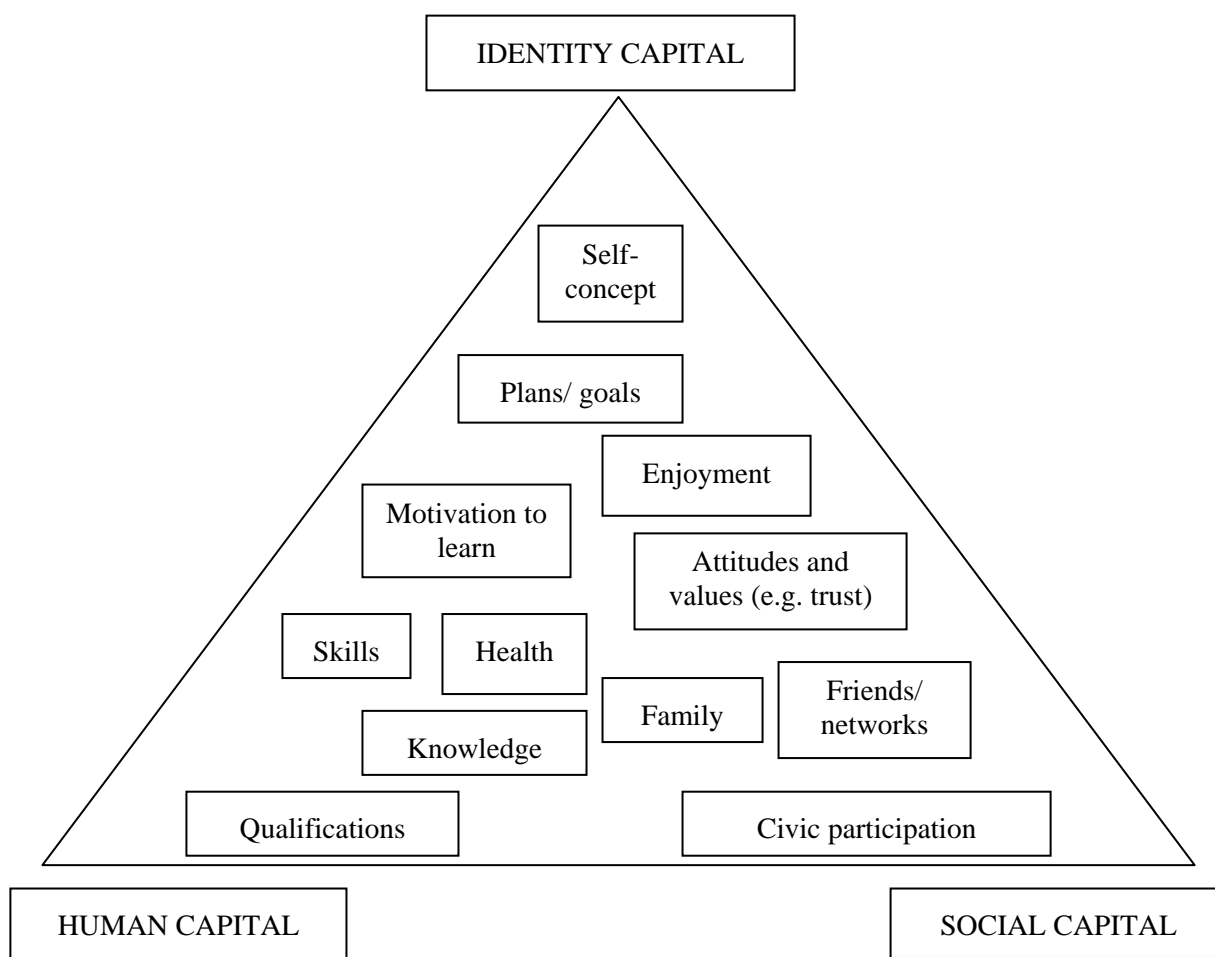 IDENTITY CAPITAL
Self-
concept
Plans/ goals
Enjoyment
Motivation to
learn
Attitudes and
values (e.g. trust)
Skills
Health
Family
Friends/
networks
Knowledge
Qualifications
Civic participation
HUMAN CAPITAL
SOCIAL CAPITAL